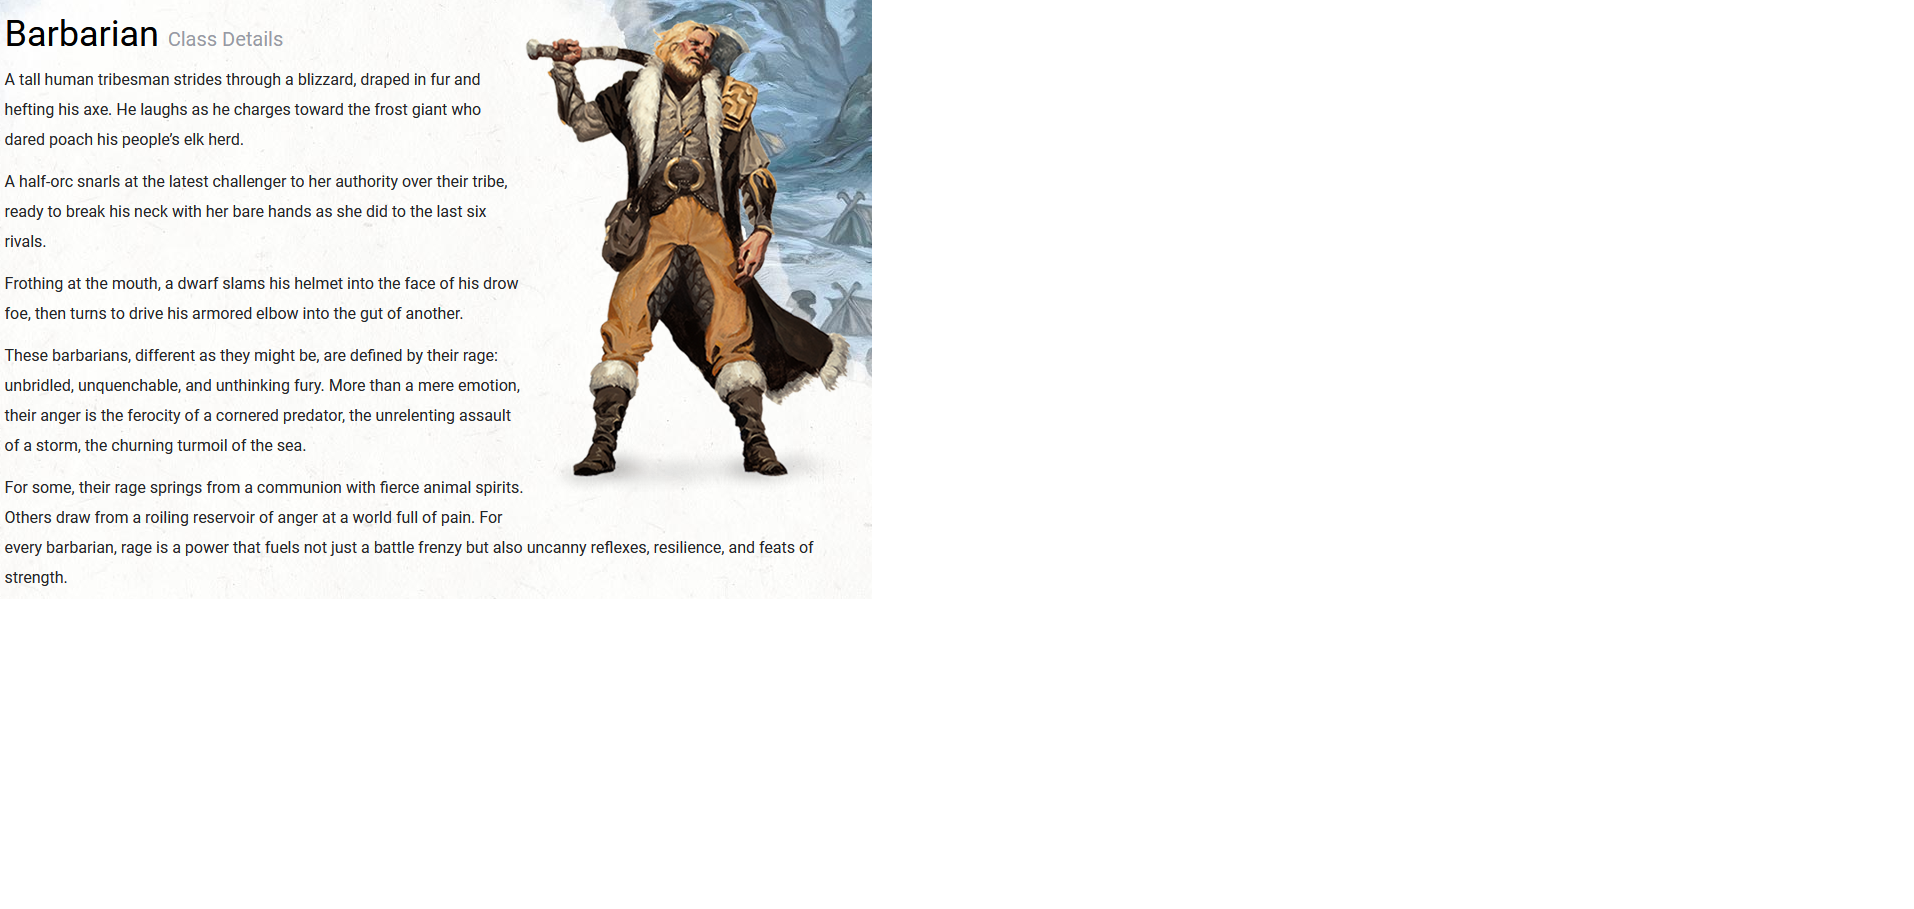 Barbarian Class Details
A tall human tribesman strides through a blizzard, draped in fur and
hefting his axe. He laughs as he charges toward the frost giant who
dared poach his people’s elk herd.
A half-orc snarls at the latest challenger to her authority over their tribe,
ready to break his neck with her bare hands as she did to the last six
rivals.
Frothing at the mouth, a dwarf slams his helmet into the face of his drow
foe, then turns to drive his armored elbow into the gut of another.
These barbarians, different as they might be, are defined by their rage:
unbridled, unquenchable, and unthinking fury. More than a mere emotion,
their anger is the ferocity of a cornered predator, the unrelenting assault
of a storm, the churning turmoil of the sea.
For some, their rage springs from a communion with fierce animal spirits.
Others draw from a roiling reservoir of anger at a world full of pain. For
every barbarian, rage is a power that fuels not just a battle frenzy but also uncanny reflexes, resilience, and feats of
strength.